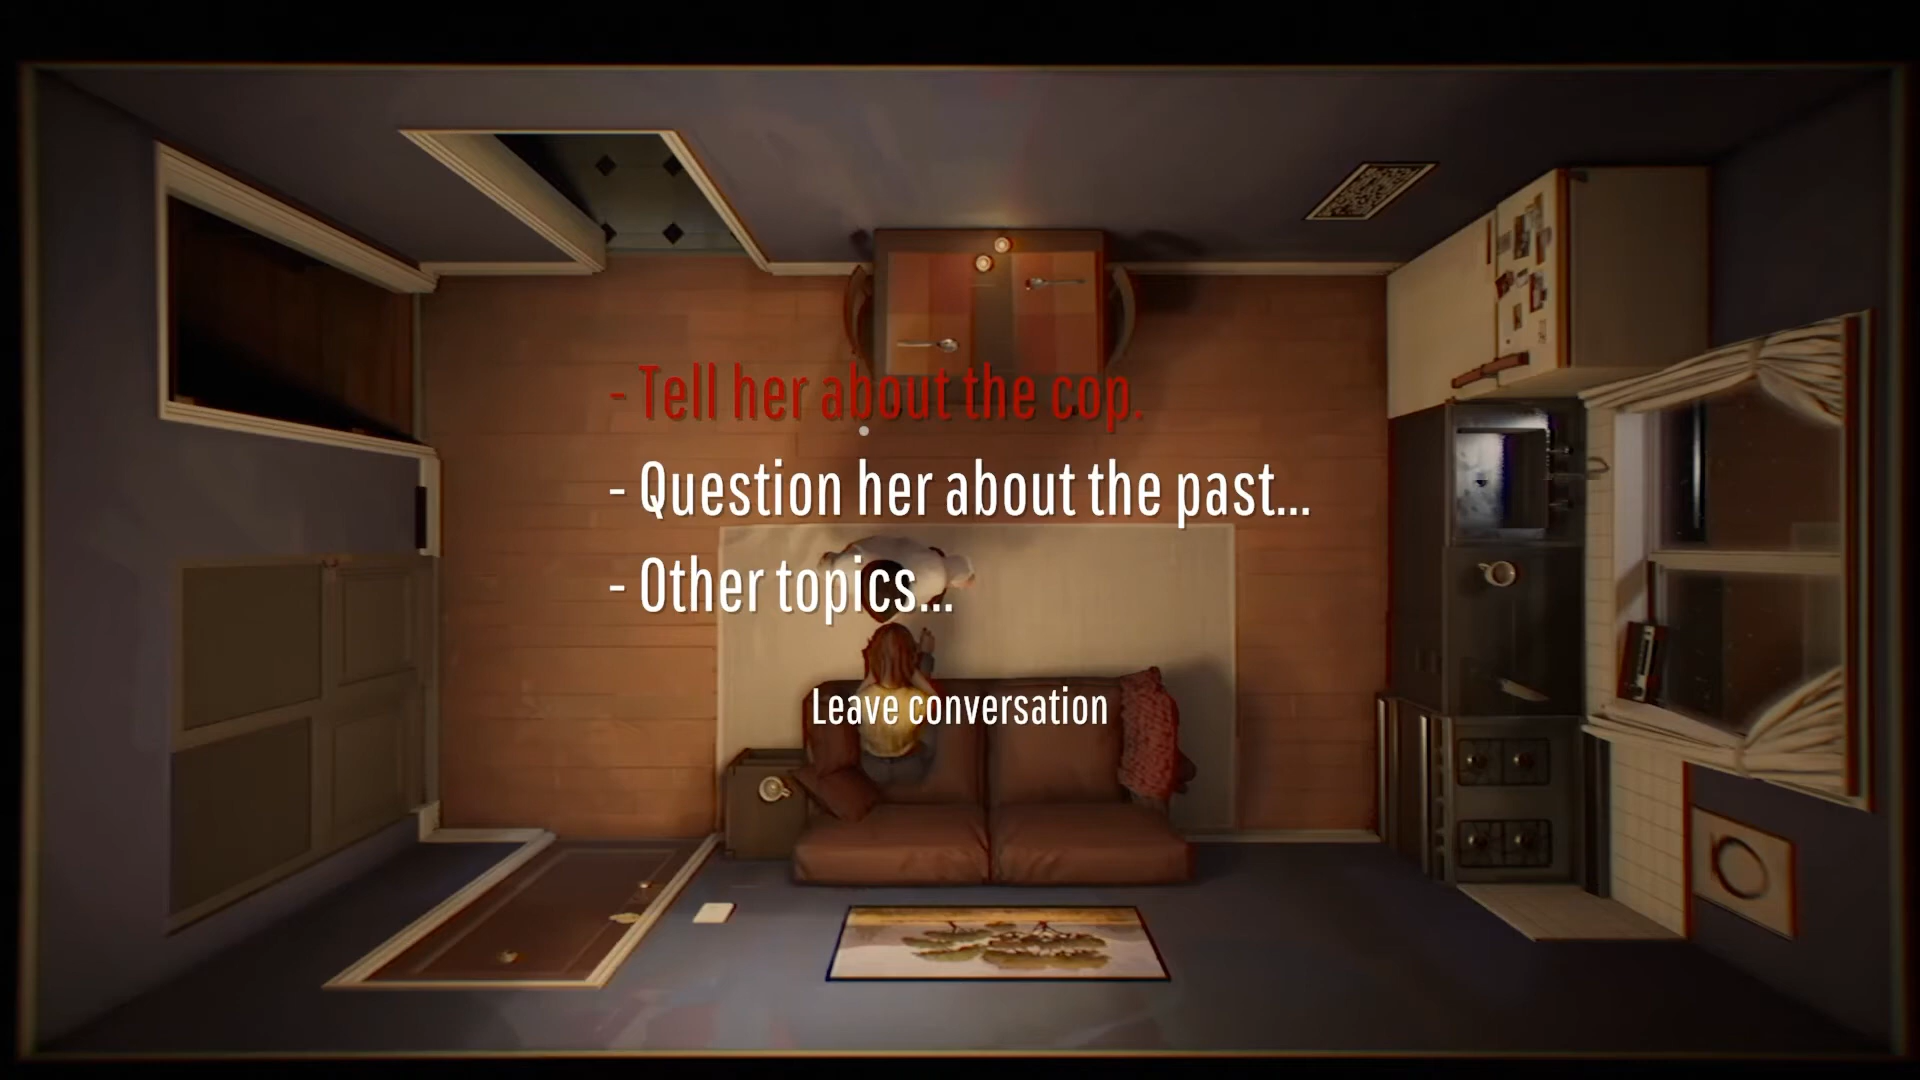 - Tell her about the cop.
- Question her about the past...
- Other topics...
Leave conversation